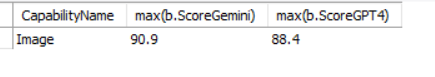 CapabilityName max(b.ScoreGemini) max(b.ScoreGPT4)
Image 90.9 88.4